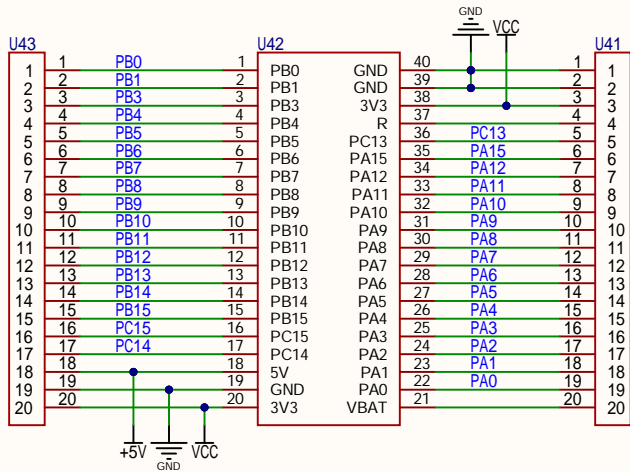 GND
VCC
U43 U42 U41
1 1 PB0 1 PB0 GND 40 1 1
2 2 PB1 2 PB1 GND 39 2 2
3 3 PB3 3 PB3 3V3 38 3 3
4 4 PB4 4 PB4 R 37 4 4
5 5 PB5 5 PB5 PC13 36 PC13 5 5
6 6 PB6 6 PB6 PA15 35 PA15 6 6
7 7 PB7 7 PB7 PA12 34 PA12 7 7
8 8 PB8 8 PB8 PA11 33 PA11 8 8
9 9 PB9 9 PB9 PA10 32 PA10 9 9
10 10 PB10 10 PB10 PA9 31 PA9 10 10
11 11 PB11 11 PB11 PA8 30 PA8 11 11
12 12 PB12 12 PB12 PA7 29 PA7 12 12
13 13 PB13 13 PB13 PA6 28 PA6 13 13
14 14 PB14 14 PB14 PA5 27 PA5 14 14
15 15 PB15 15 PB15 PA4 26 PA4 15 15
16 16 PC15 16 PC15 PA3 25 PA3 16 16
17 17 PC14 17 PC14 PA2 24 PA2 17 17
18 18 18 5V PA1 23 PA1 18 18
19 19 19 GND PA0 22 PA0 19 19
20 20 20 3V3 VBAT 21 20 20
+5V GND VCC